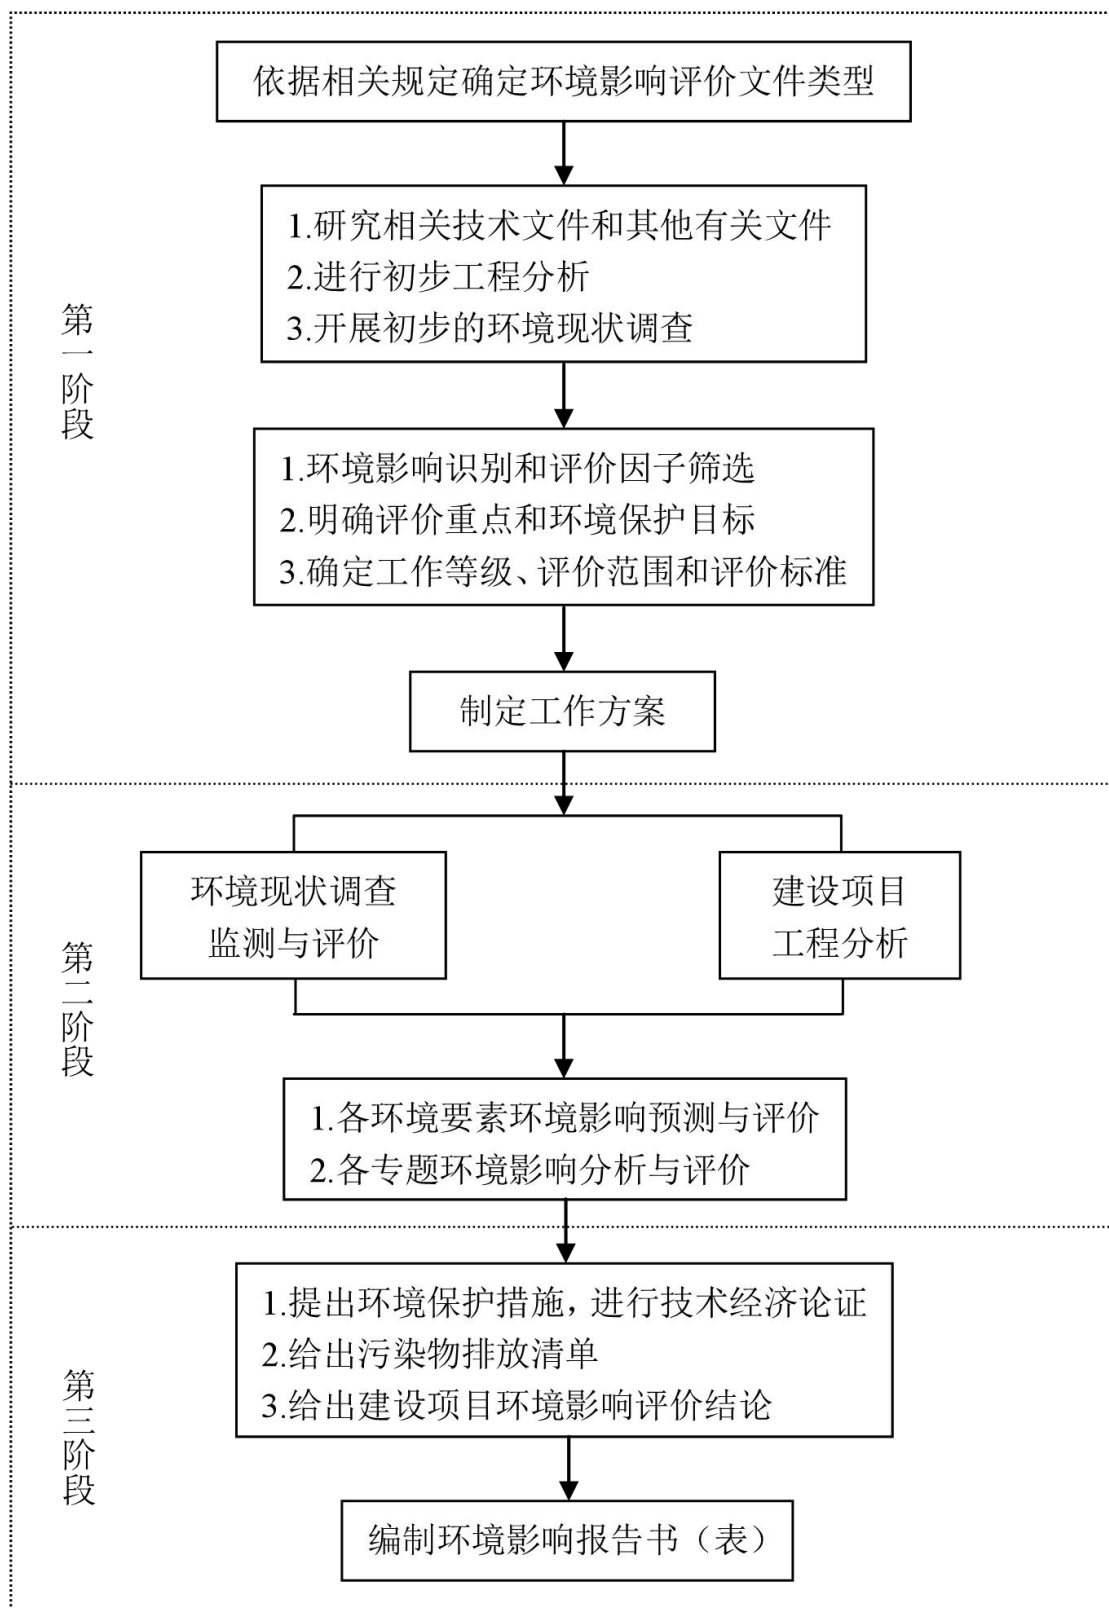 依据相关规定确定环境影响评价文件类型
1.研究相关技术文件和其他有关文件
2.进行初步工程分析
3.开展初步的环境现状调查
第一阶段
1.环境影响识别和评价因子筛选
2.明确评价重点和环境保护目标
3.确定工作等级、评价范围和评价标准
制定工作方案
环境现状调查
监测与评价
建设项目
工程分析
第二阶段
1.各环境要素环境影响预测与评价
2.各专题环境影响分析与评价
1.提出环境保护措施,进行技术经济论证
2.给出污染物排放清单
3.给出建设项目环境影响评价结论
第三阶段
编制环境影响报告书（表）